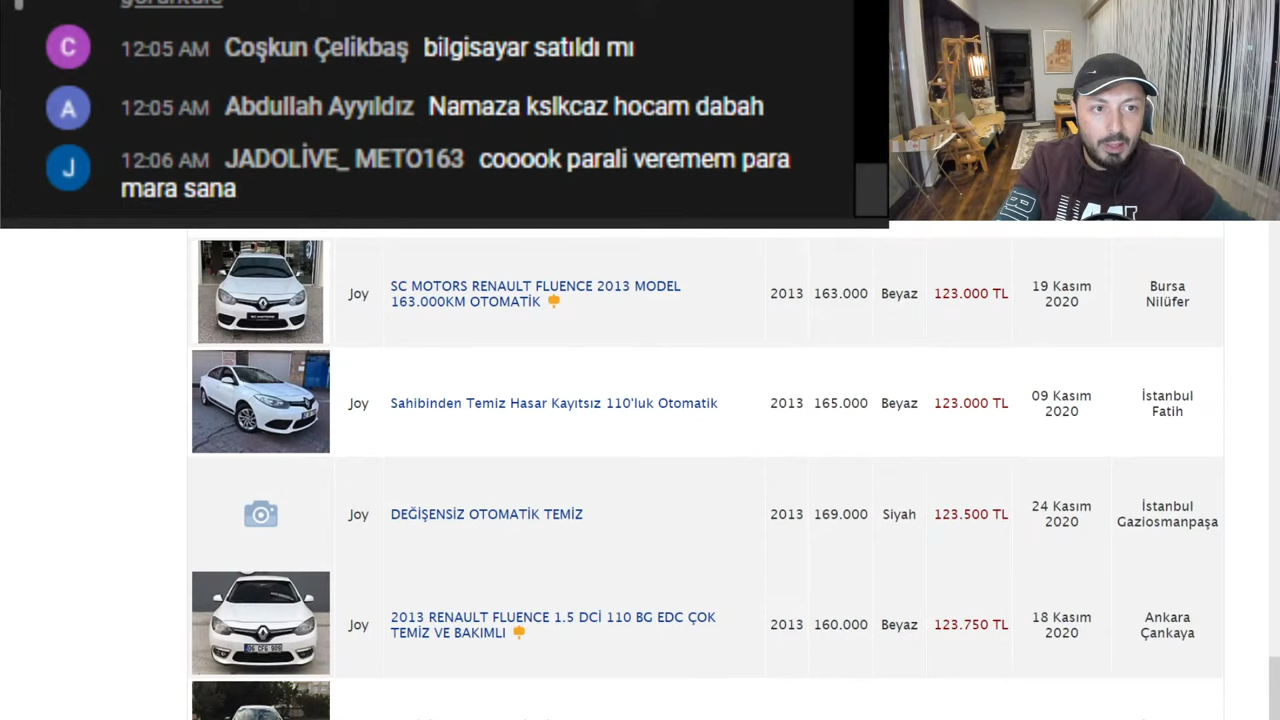 görürküle
C 12:05 AM Coşkun Çelikbaş bilgisayar satıldı mı
A 12:05 AM Abdullah Ayyıldız Namaza kslkcaz hocam dabah
J 12:06 AM JADOLİVE_ METO163 cooook parali veremem para
mara sana
Joy SC MOTORS RENAULT FLUENCE 2013 MODEL 2013 163.000 Beyaz 123.000 TL 19 Kasım Bursa
163.000KM OTOMATİK 2020 Nilüfer
Joy Sahibinden Temiz Hasar Kayıtsız 110'luk Otomatik 2013 165.000 Beyaz 123.000 TL 09 Kasım İstanbul
2020 Fatih
Joy DEĞİŞENSİZ OTOMATİK TEMİZ 2013 169.000 Siyah 123.500 TL 24 Kasım İstanbul
2020 Gaziosmanpaşa
Joy 2013 RENAULT FLUENCE 1.5 DCİ 110 BG EDC ÇOK 2013 160.000 Beyaz 123.750 TL 18 Kasım Ankara
TEMİZ VE BAKIMLI 2020 Çankaya